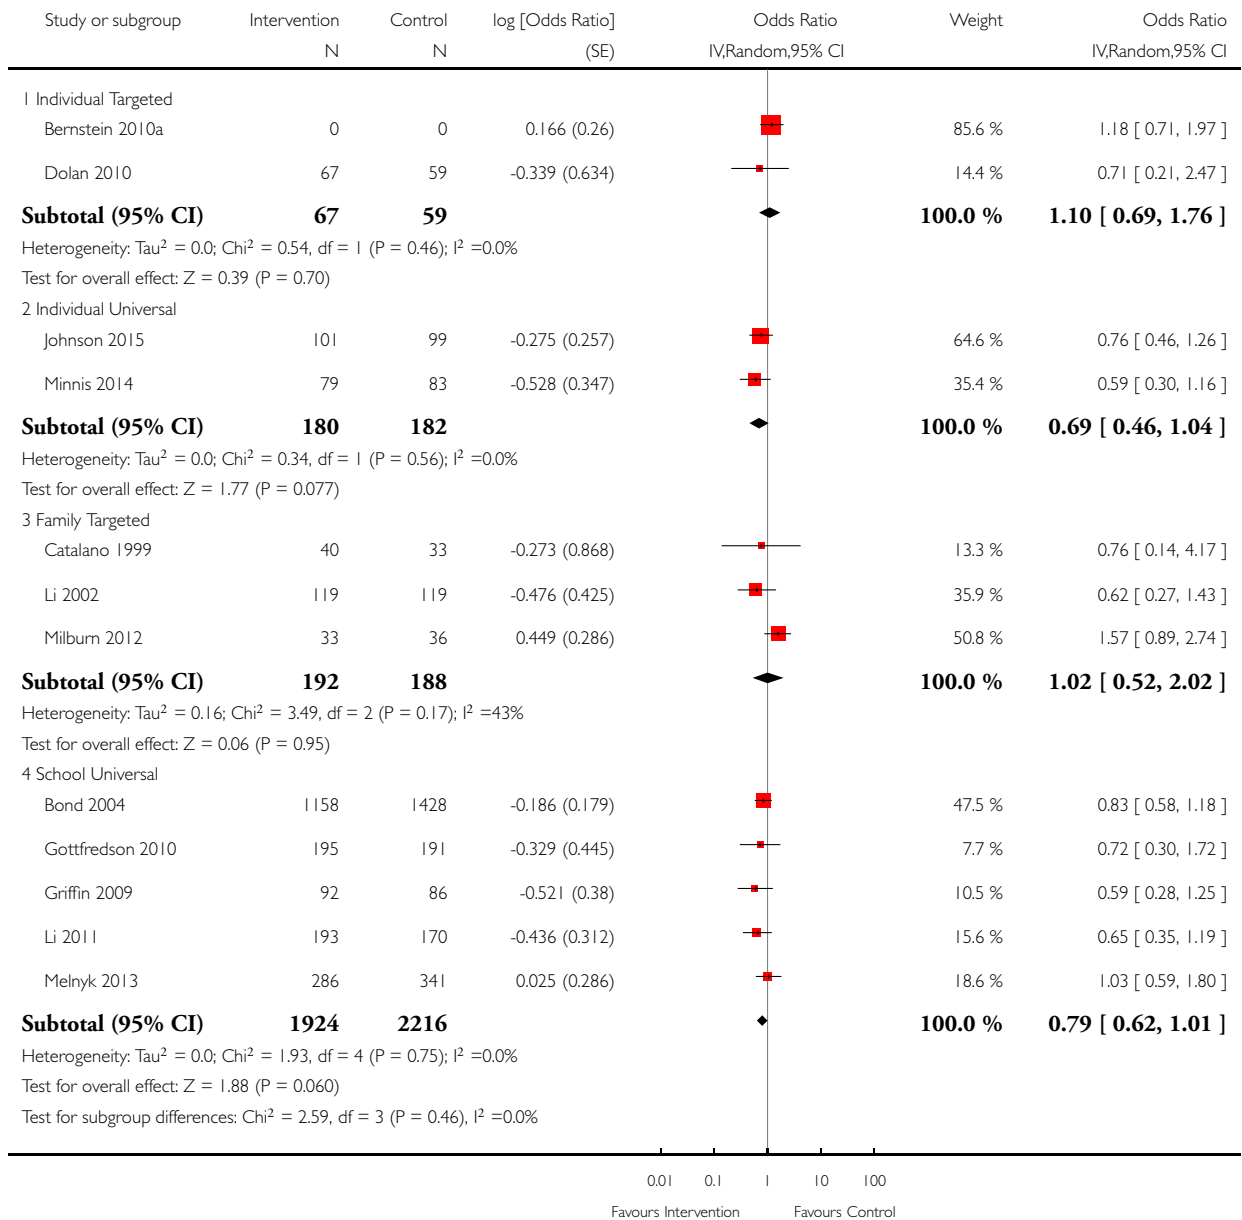 Study or subgroup Intervention Control log [Odds Ratio] Odds Ratio Weight Odds Ratio
N N (SE) IV,Random,95% CI IV,Random,95% CI
1 Individual Targeted
Bernstein 2010a 0 0 0.166 (0.26) 85.6 % 1.18 [ 0.71, 1.97 ]
Dolan 2010 67 59 -0.339 (0.634) 14.4 % 0.71 [ 0.21, 2.47 ]
Subtotal (95% CI) 67 59 100.0 % 1.10 [ 0.69, 1.76 ]
Heterogeneity: Tau² = 0.0; Chi² = 0.54, df = 1 (P = 0.46); I² =0.0%
Test for overall effect: Z = 0.39 (P = 0.70)
2 Individual Universal
Johnson 2015 101 99 -0.275 (0.257) 64.6 % 0.76 [ 0.46, 1.26 ]
Minnis 2014 79 83 -0.528 (0.347) 35.4 % 0.59 [ 0.30, 1.16 ]
Subtotal (95% CI) 180 182 100.0 % 0.69 [ 0.46, 1.04 ]
Heterogeneity: Tau² = 0.0; Chi² = 0.34, df = 1 (P = 0.56); I² =0.0%
Test for overall effect: Z = 1.77 (P = 0.077)
3 Family Targeted
Catalano 1999 40 33 -0.273 (0.868) 13.3 % 0.76 [ 0.14, 4.17 ]
Li 2002 119 119 -0.476 (0.425) 35.9 % 0.62 [ 0.27, 1.43 ]
Milburn 2012 33 36 0.449 (0.286) 50.8 % 1.57 [ 0.89, 2.74 ]
Subtotal (95% CI) 192 188 100.0 % 1.02 [ 0.52, 2.02 ]
Heterogeneity: Tau² = 0.16; Chi² = 3.49, df = 2 (P = 0.17); I² =43%
Test for overall effect: Z = 0.06 (P = 0.95)
4 School Universal
Bond 2004 1158 1428 -0.186 (0.179) 47.5 % 0.83 [ 0.58, 1.18 ]
Gottfredson 2010 195 191 -0.329 (0.445) 7.7 % 0.72 [ 0.30, 1.72 ]
Griffin 2009 92 86 -0.521 (0.38) 10.5 % 0.59 [ 0.28, 1.25 ]
Li 2011 193 170 -0.436 (0.312) 15.6 % 0.65 [ 0.35, 1.19 ]
Melnyk 2013 286 341 0.025 (0.286) 18.6 % 1.03 [ 0.59, 1.80 ]
Subtotal (95% CI) 1924 2216 100.0 % 0.79 [ 0.62, 1.01 ]
Heterogeneity: Tau² = 0.0; Chi² = 1.93, df = 4 (P = 0.75); I² =0.0%
Test for overall effect: Z = 1.88 (P = 0.060)
Test for subgroup differences: Chi² = 2.59, df = 3 (P = 0.46), I² =0.0%
0.01 0.1 1 10 100
Favours Intervention Favours Control